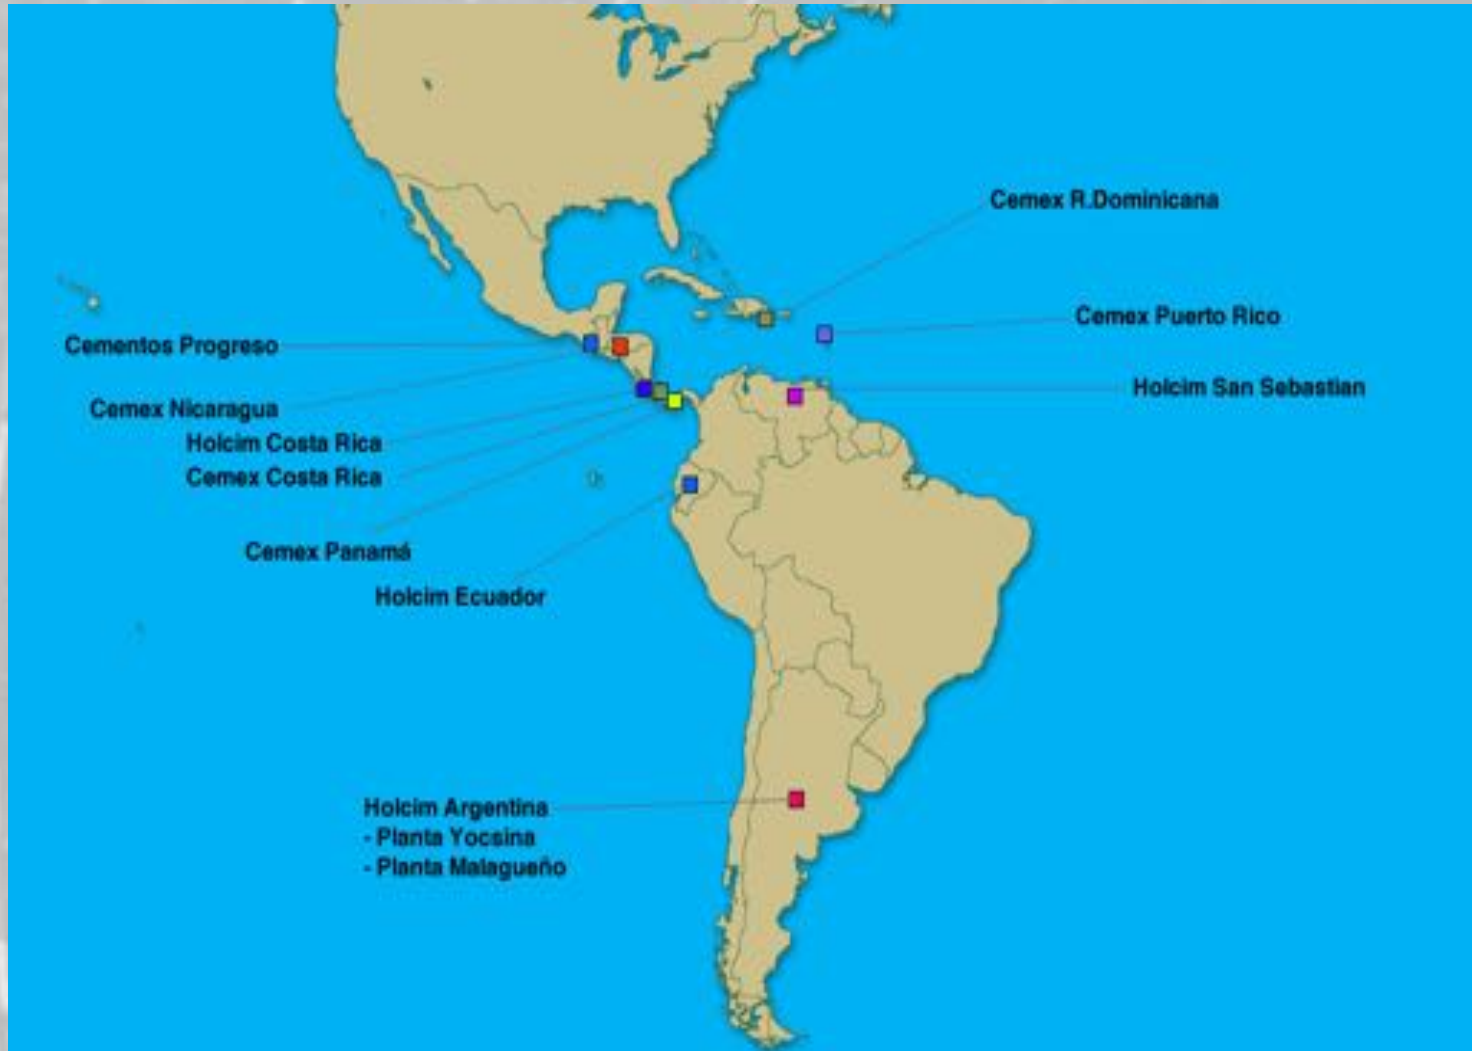 Cemex R.Dominicana
Cemex Puerto Rico
Cementos Progreso
Holcim San Sebastian
Cemex Nicaragua
Holcim Costa Rica
Cemex Costa Rica
Cemex Panamá
Holcim Ecuador
Holcim Argentina
- Planta Yocsina
- Planta Malagueño